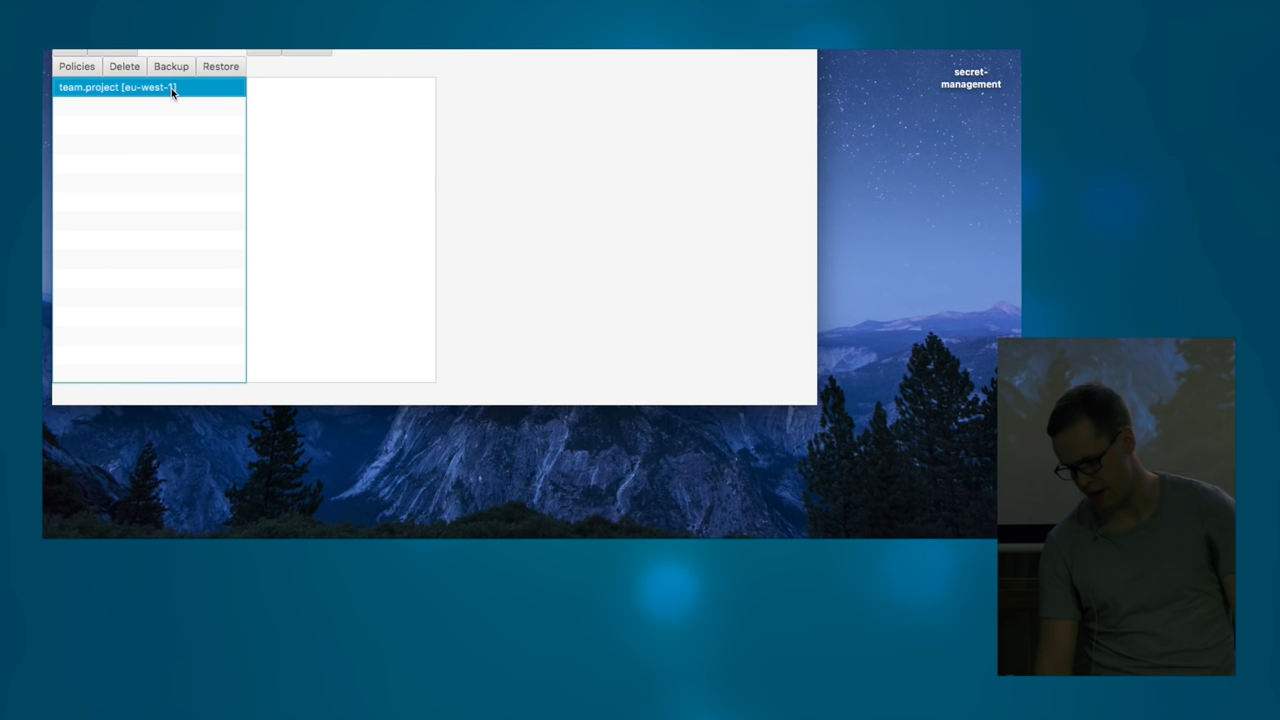 Policies Delete Backup Restore
team.project [eu-west-1]
secret-
management